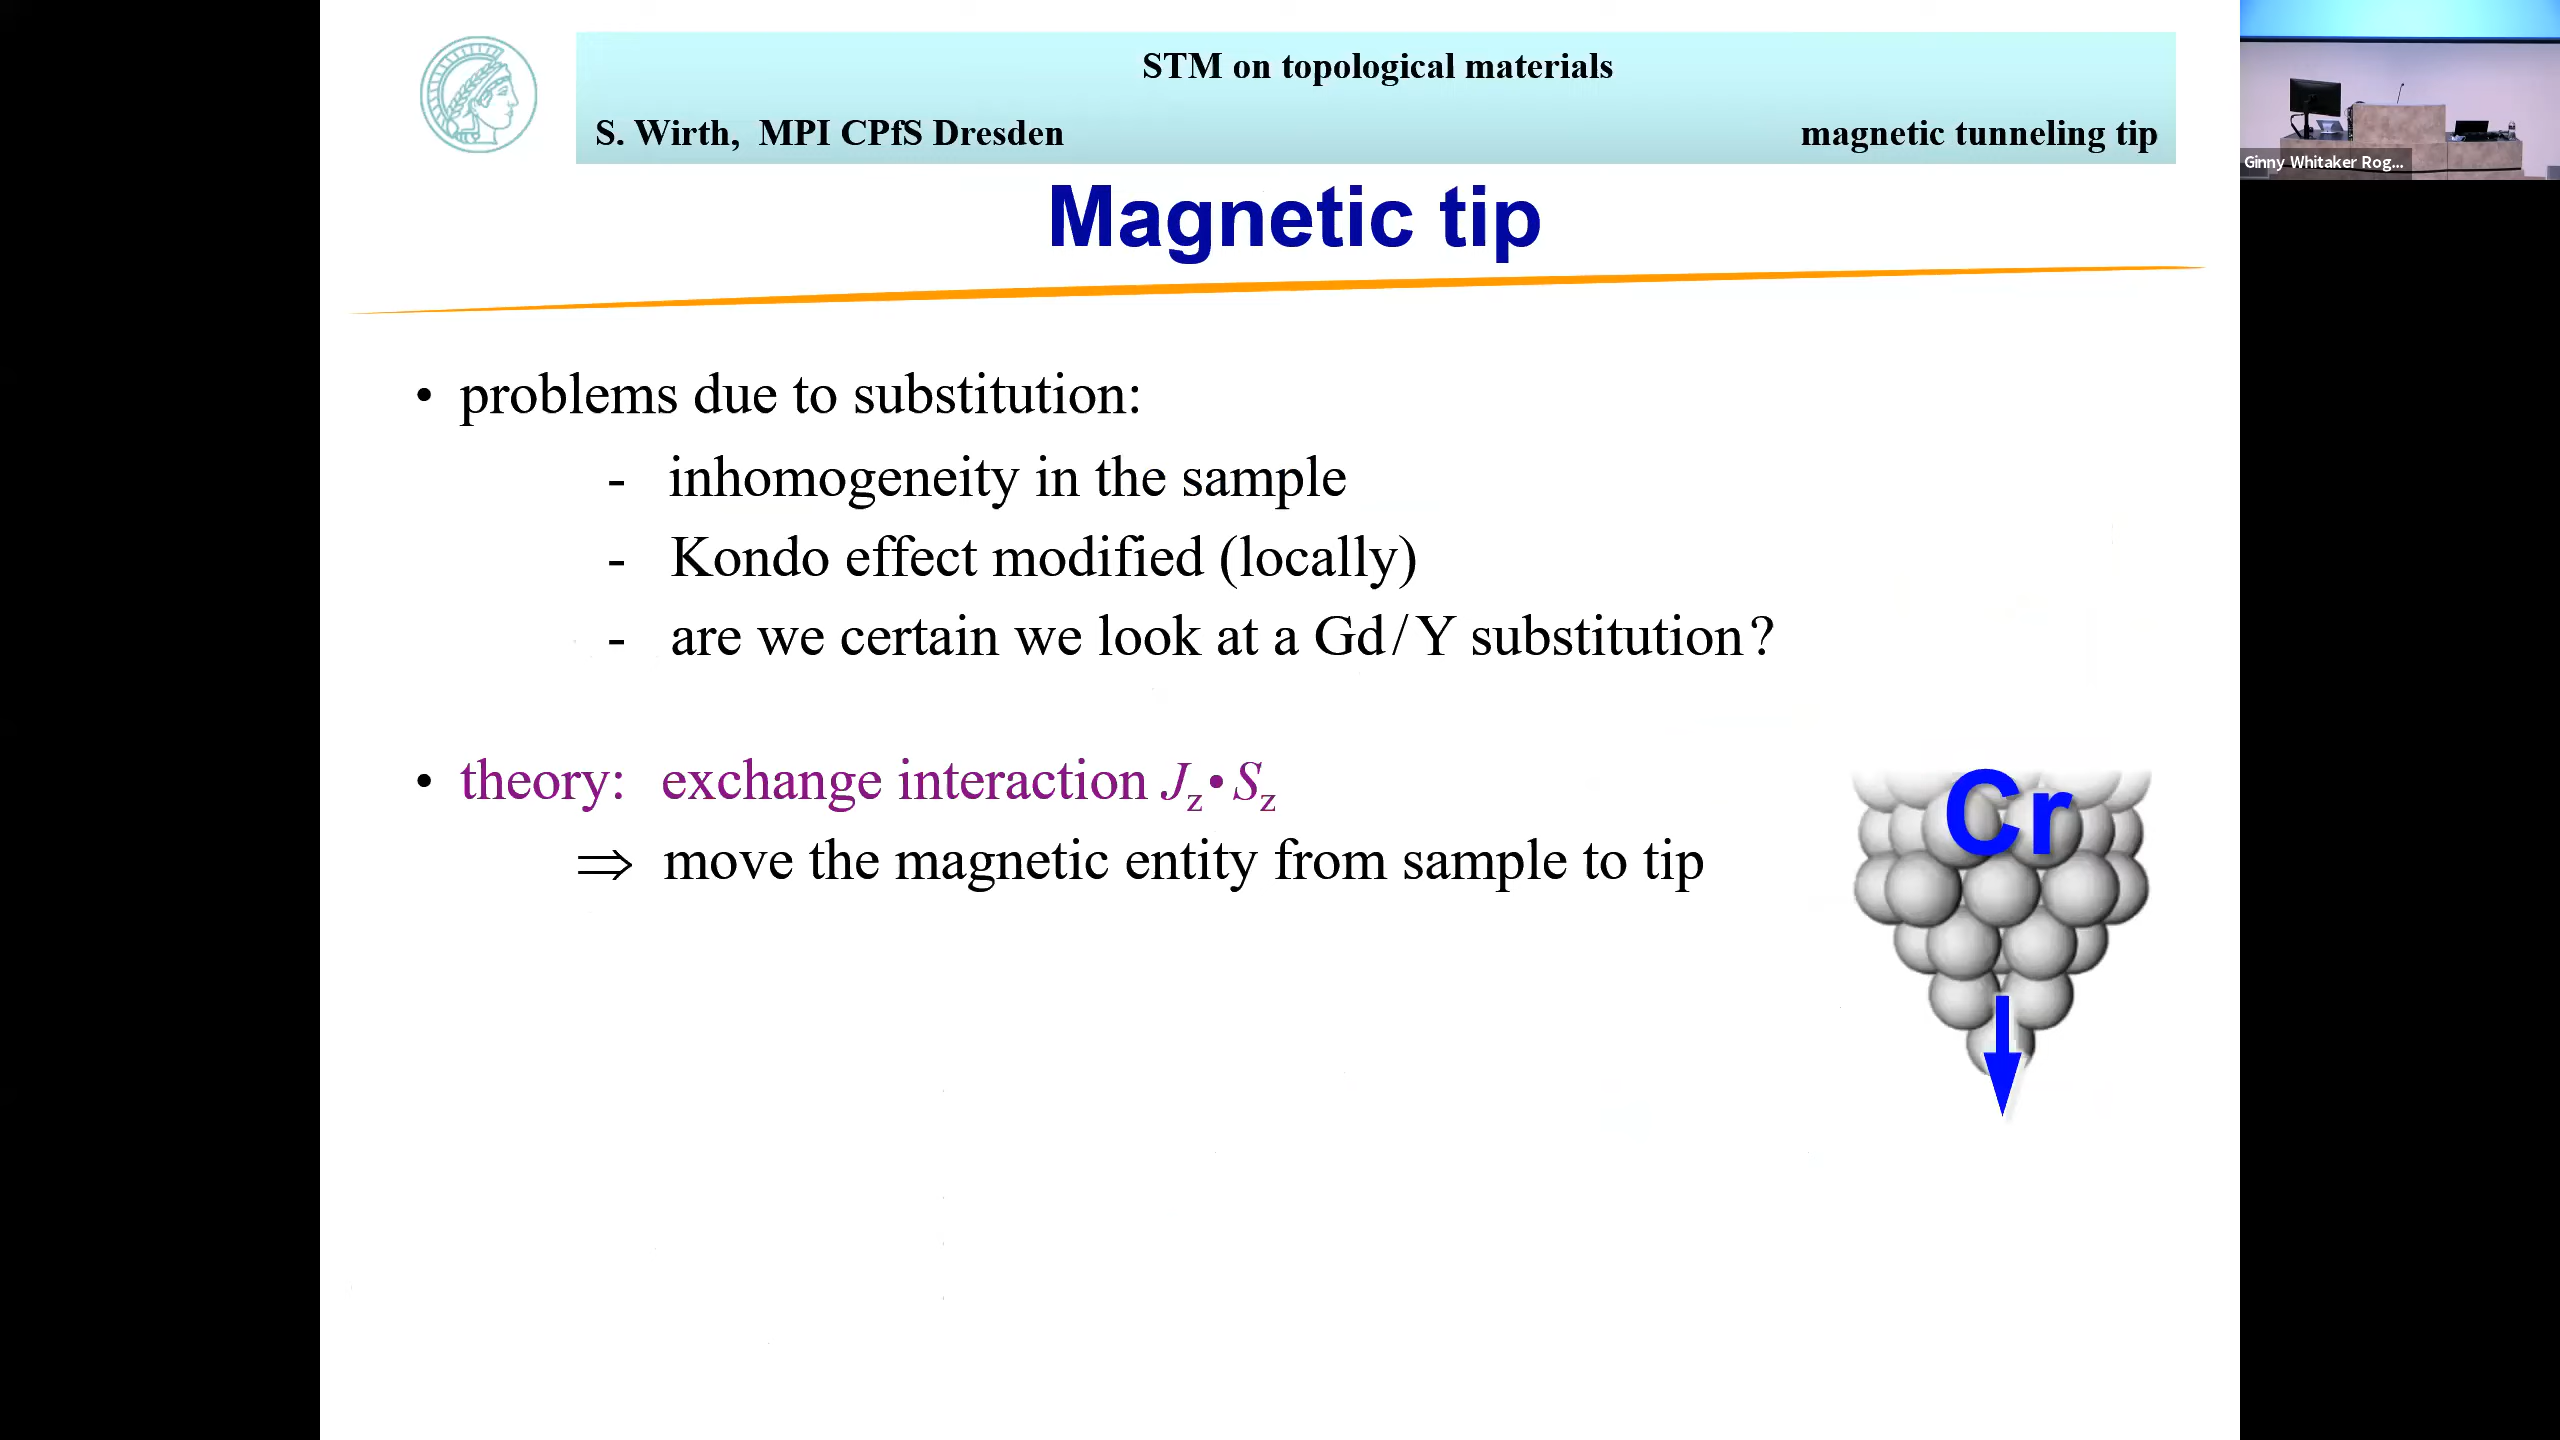 STM on topological materials
S. Wirth, MPI CPfS Dresden
magnetic tunneling tip
Ginny Whitaker Rog...
Magnetic tip
• problems due to substitution:
- inhomogeneity in the sample
- Kondo effect modified (locally)
- are we certain we look at a Gd/Y substitution?
• theory: exchange interaction Jz•Sz
⇒ move the magnetic entity from sample to tip
Cr